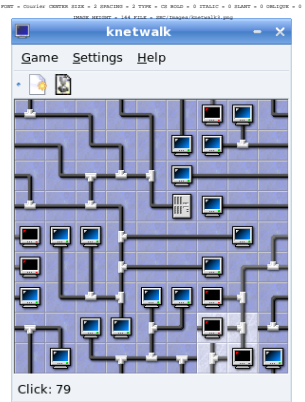 FONT = Courier CENTER SIZE = 2 SPACING = 2 TYPE = CS BOLD = 0 ITALIC = 0 SLANT = 0 OBLIQUE = 0
IMAGE HEIGHT = 144 FILE = SRC/Images/knetwalk3.png
knetwalk
Game Settings Help
Click: 79